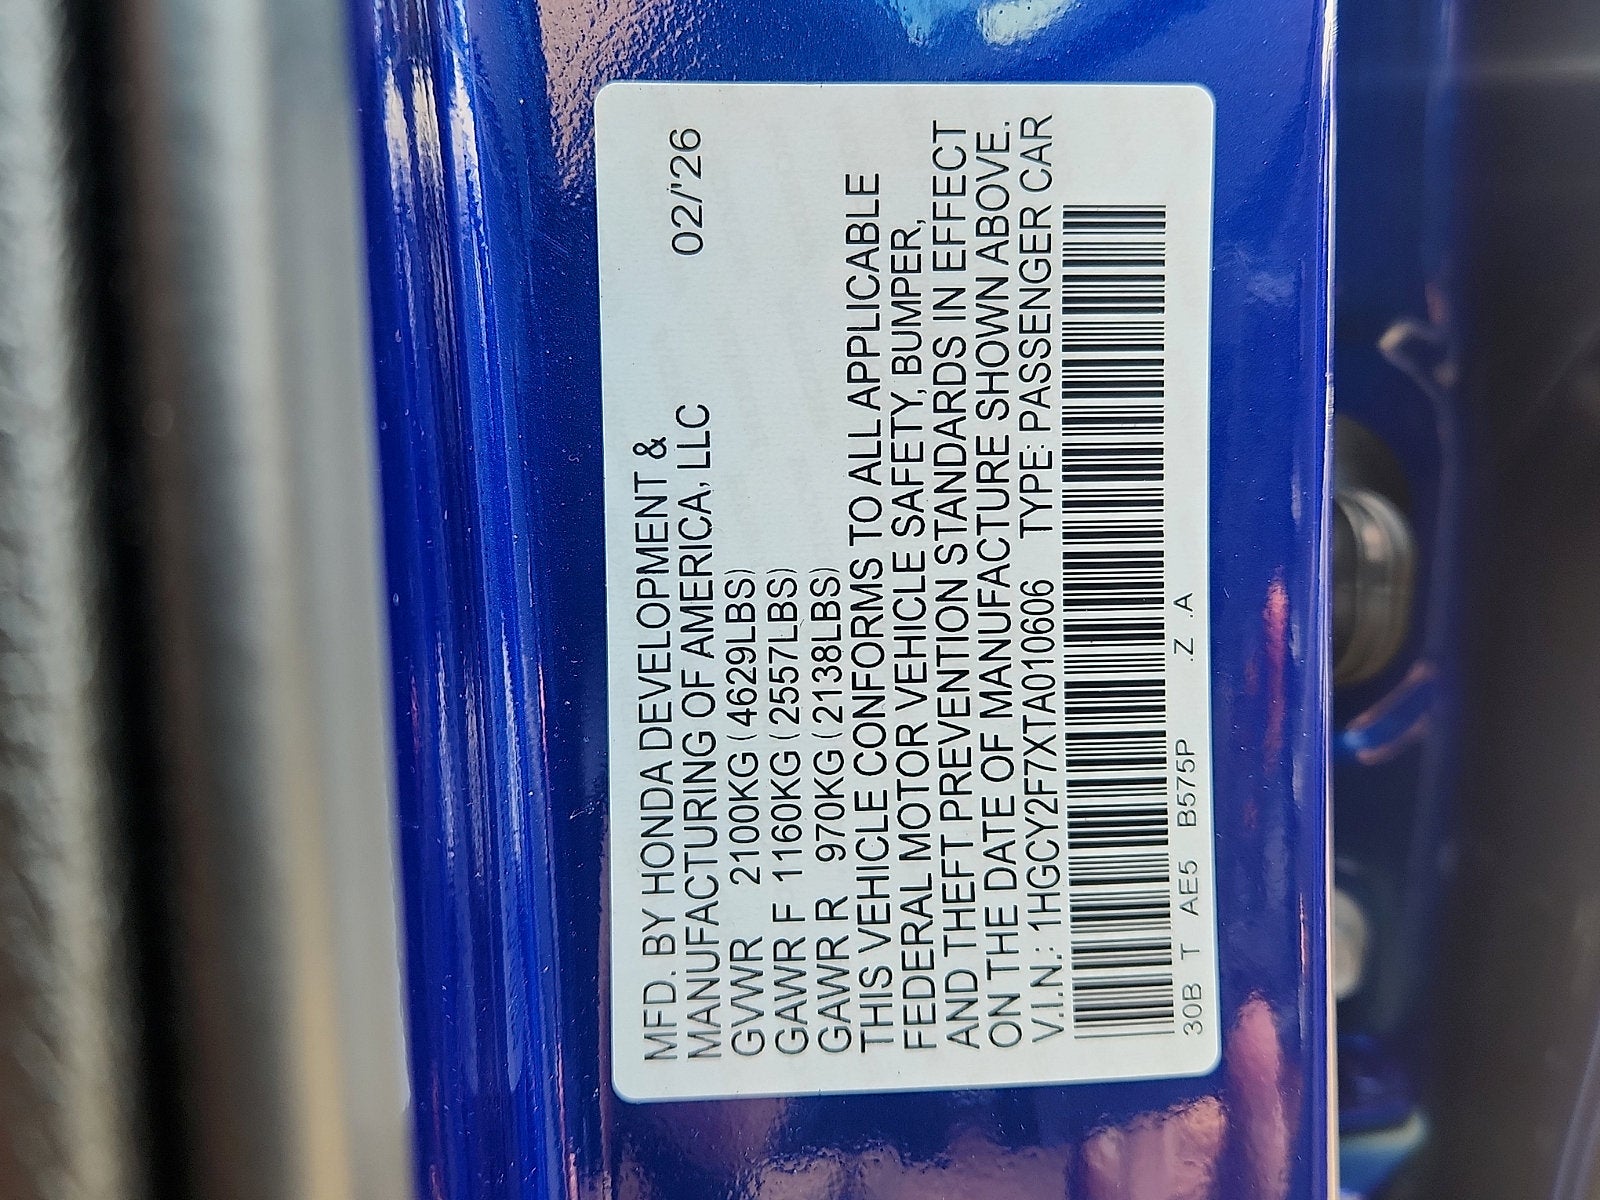 MFD. BY HONDA DEVELOPMENT &
MANUFACTURING OF AMERICA, LLC 02/'26
GVWR 2100KG (4629LBS)
GAWR F 1160KG (2557LBS)
GAWR R 970KG (2138LBS)
THIS VEHICLE CONFORMS TO ALL APPLICABLE
FEDERAL MOTOR VEHICLE SAFETY, BUMPER,
AND THEFT PREVENTION STANDARDS IN EFFECT
ON THE DATE OF MANUFACTURE SHOWN ABOVE.
V.I.N.: 1HGCY2F7XTA010606 TYPE: PASSENGER CAR
30B T AE5 B575P .Z .A